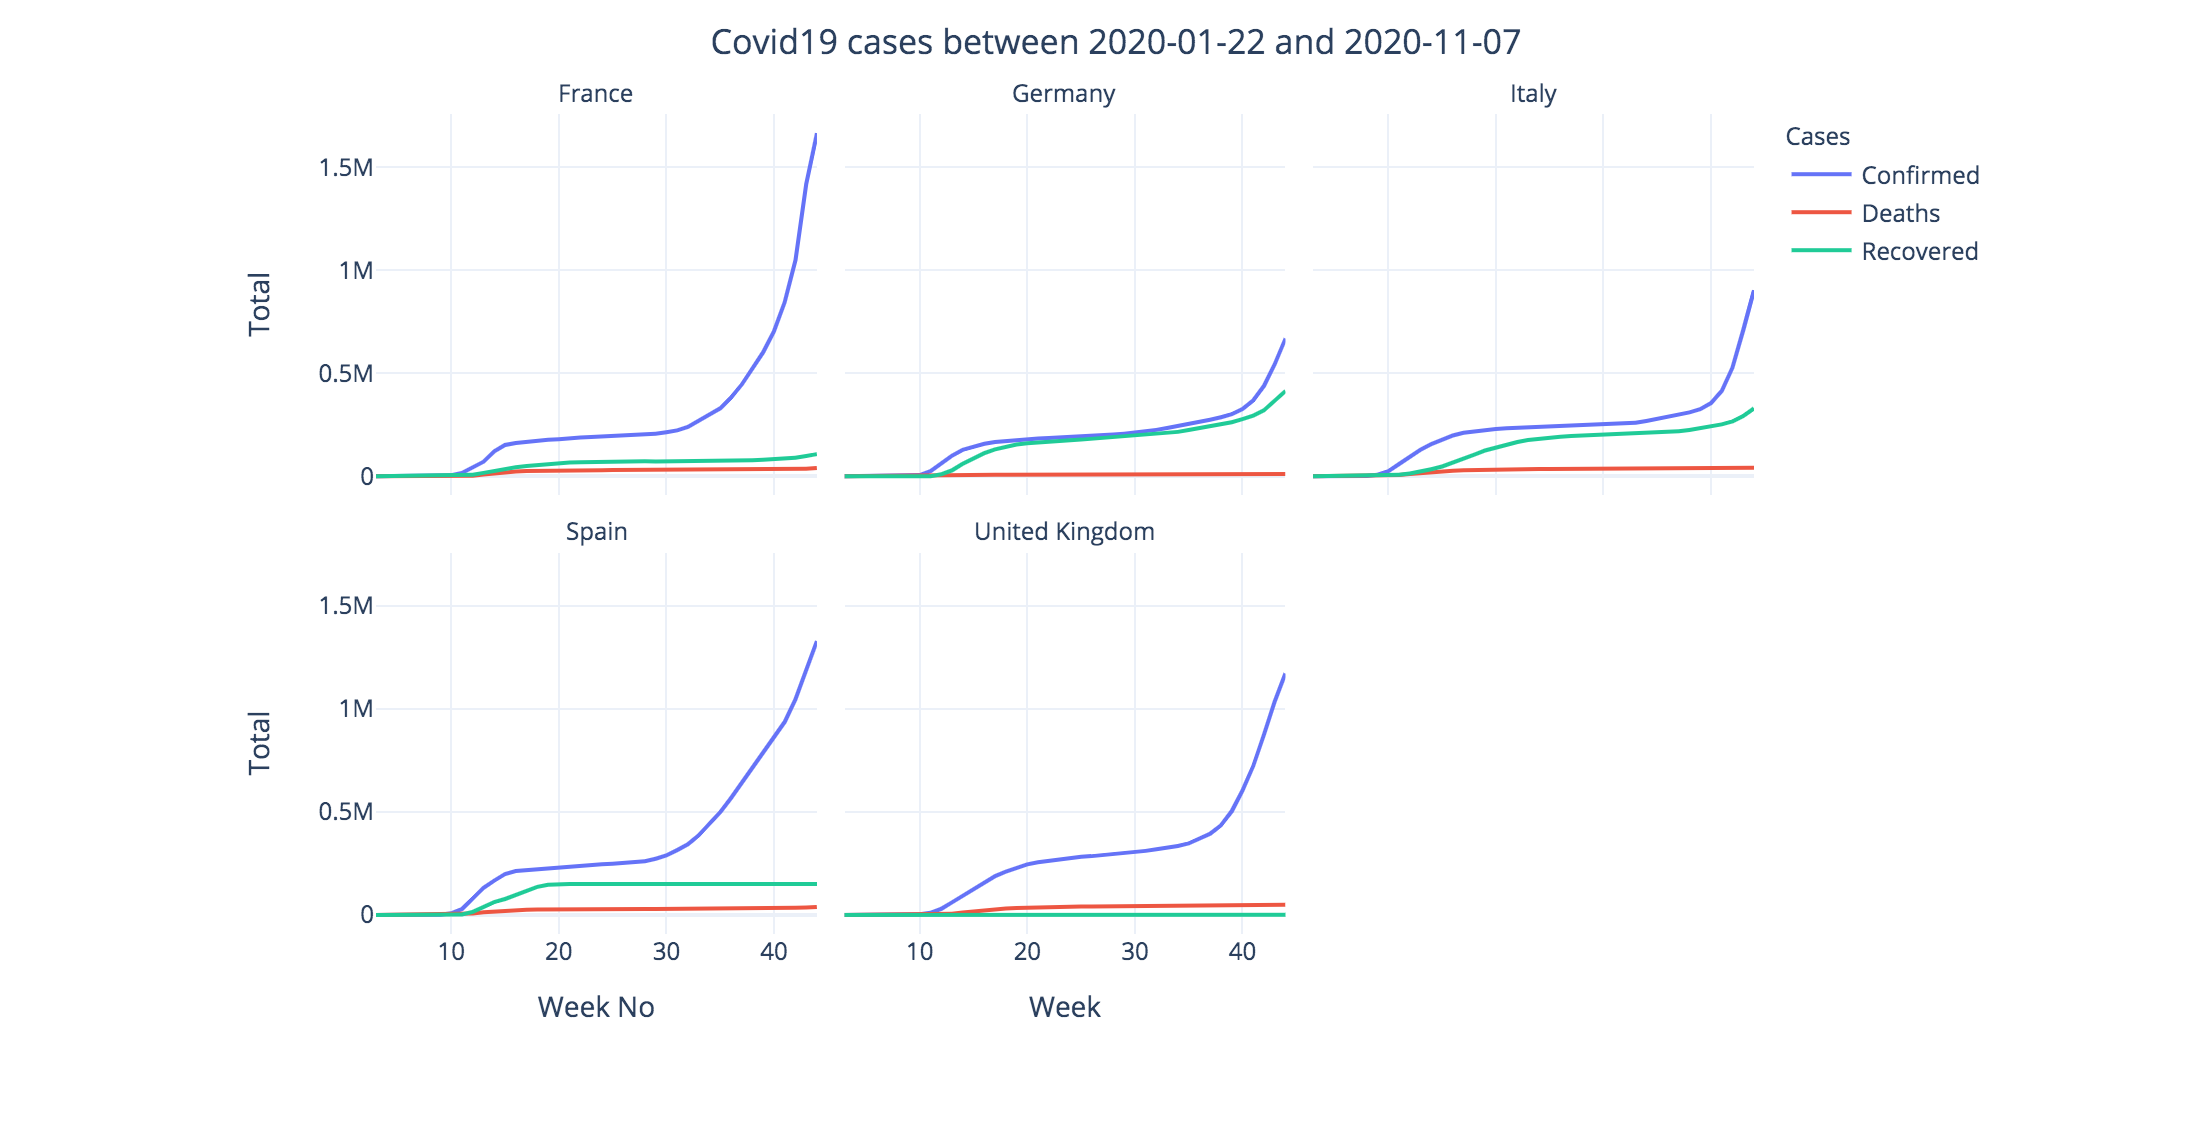 Covid19 cases between 2020-01-22 and 2020-11-07
France
Germany
Italy
Cases
Confirmed
Deaths
Recovered
Total
1.5M
1M
0.5M
0
Spain
United Kingdom
Total
1.5M
1M
0.5M
0
10 20 30 40
10 20 30 40
Week No
Week